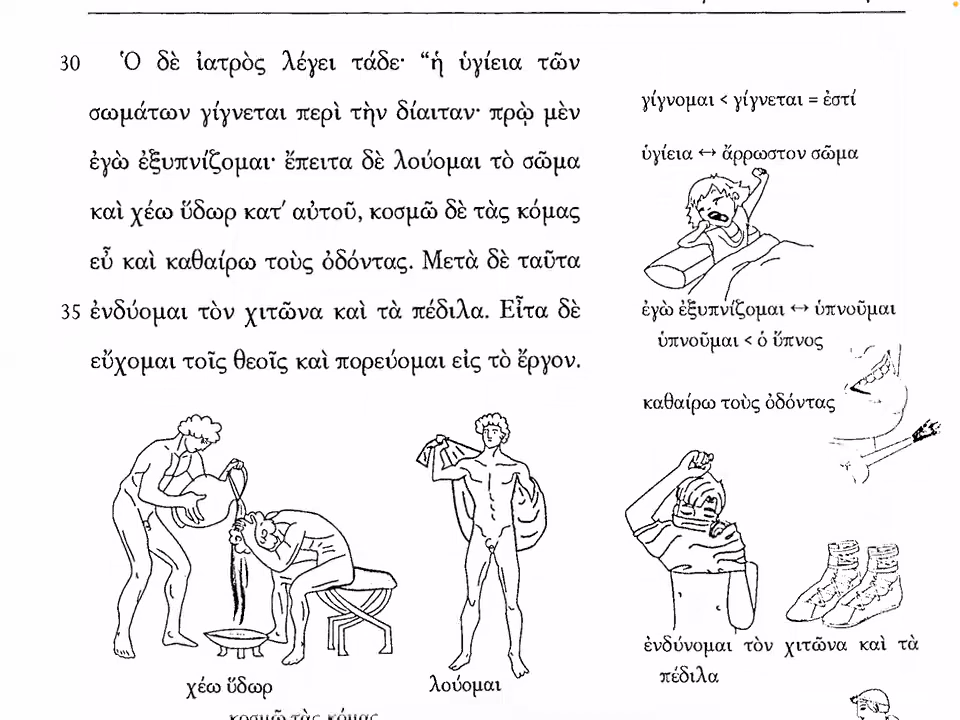 30 Ὁ δὲ ἰατρὸς λέγει τάδε· “ἡ ὑγίεια τῶν
σωμάτων γίγνεται περὶ τὴν δίαιταν· πρῲ μὲν
ἐγὼ ἐξυπνίζομαι· ἔπειτα δὲ λούομαι τὸ σῶμα
καὶ χέω ὕδωρ κατ’ αὐτοῦ, κοσμῶ δὲ τὰς κόμας
εὖ καὶ καθαίρω τοὺς ὀδόντας. Μετὰ δὲ ταῦτα
35 ἐνδύομαι τὸν χιτῶνα καὶ τὰ πέδιλα. Εἶτα δὲ
εὔχομαι τοῖς θεοῖς καὶ πορεύομαι εἰς τὸ ἔργον.
γίγνομαι < γίγνεται = ἐστί
ὑγίεια ↔ ἄρρωστον σῶμα
ἐγὼ ἐξυπνίζομαι ↔ ὑπνοῦμαι
ὑπνοῦμαι < ὁ ὕπνος
καθαίρω τοὺς ὀδόντας
ἐνδύνομαι τὸν χιτῶνα καὶ τὰ
πέδιλα
χέω ὕδωρ
λούομαι
κοσμῶ τὰς κόμας